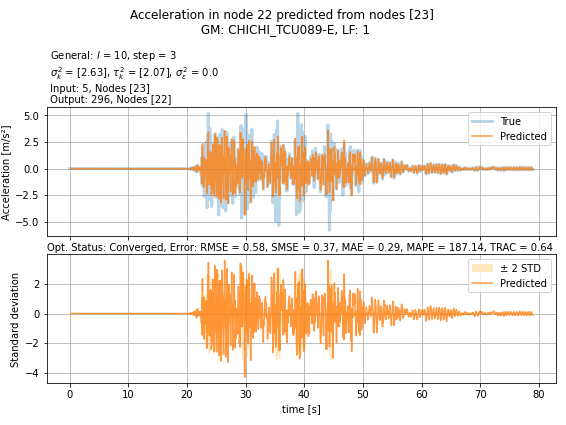 Acceleration in node 22 predicted from nodes [23]
GM: CHICHI_TCU089-E, LF: 1
General: l = 10, step = 3
σ²ₖ = [2.63], τ²ₖ = [2.07], σ²ε = 0.0
Input: 5, Nodes [23]
Output: 296, Nodes [22]
5.0
2.5
0.0
−2.5
−5.0
Acceleration [m/s²]
True
Predicted
Opt. Status: Converged, Error: RMSE = 0.58, SMSE = 0.37, MAE = 0.29, MAPE = 187.14, TRAC = 0.64
2
0
−2
−4
Standard deviation
± 2 STD
Predicted
0 10 20 30 40 50 60 70 80
time [s]